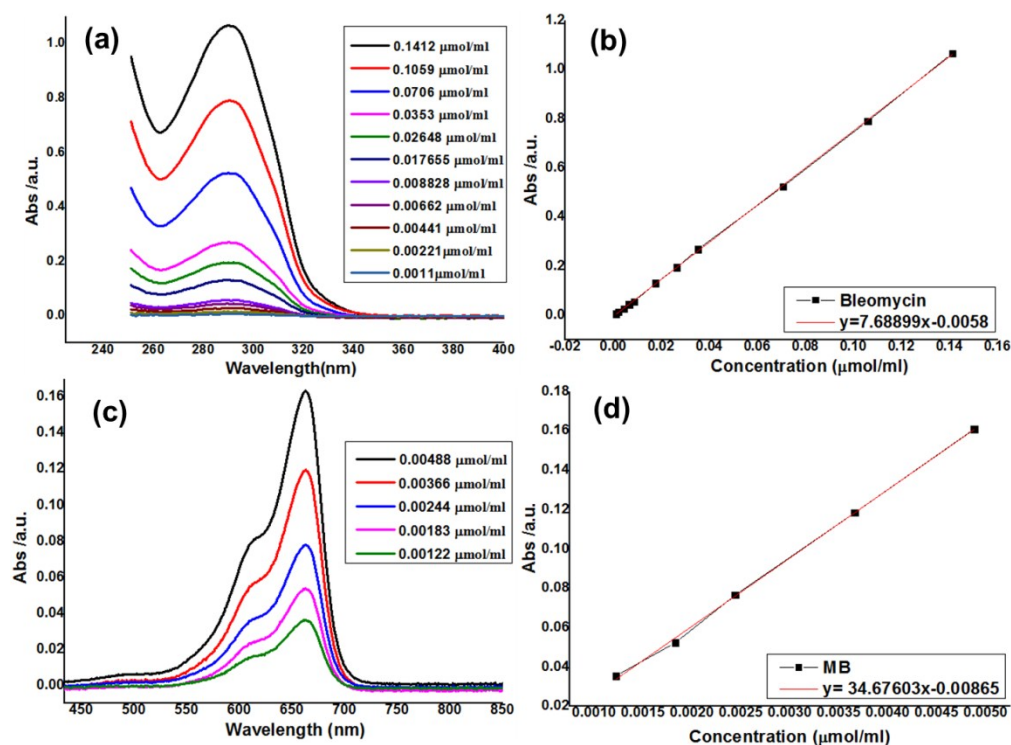 (a)
Abs /a.u.
1.0
0.8
0.6
0.4
0.2
0.0
240 260 280 300 320 340 360 380 400
Wavelength(nm)
0.1412 μmol/ml
0.1059 μmol/ml
0.0706 μmol/ml
0.0353 μmol/ml
0.02648 μmol/ml
0.017655 μmol/ml
0.008828 μmol/ml
0.00662 μmol/ml
0.00441 μmol/ml
0.00221μmol/ml
0.0011μmol/ml
(b)
Abs /a.u.
1.2
1.0
0.8
0.6
0.4
0.2
0.0
-0.02 0.00 0.02 0.04 0.06 0.08 0.10 0.12 0.14 0.16
Concentration (μmol/ml)
Bleomycin
y=7.68899x-0.0058
(c)
Abs /a.u.
0.16
0.14
0.12
0.10
0.08
0.06
0.04
0.02
0.00
450 500 550 600 650 700 750 800 850
Wavelength (nm)
0.00488 μmol/ml
0.00366 μmol/ml
0.00244 μmol/ml
0.00183 μmol/ml
0.00122 μmol/ml
(d)
Abs /a.u.
0.18
0.16
0.14
0.12
0.10
0.08
0.06
0.04
0.02
0.0010 0.0015 0.0020 0.0025 0.0030 0.0035 0.0040 0.0045 0.0050
Concentration (μmol/ml)
MB
y= 34.67603x-0.00865